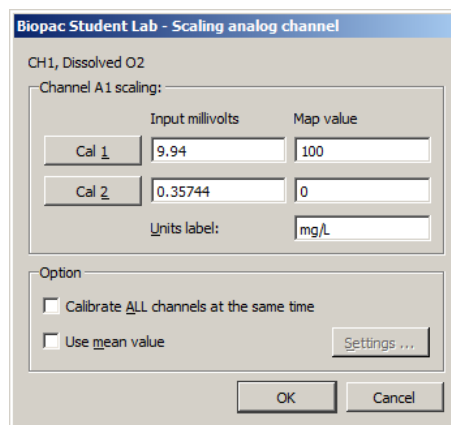 Biopac Student Lab - Scaling analog channel
CH1, Dissolved O2
Channel A1 scaling:
Input millivolts Map value
Cal 1 9.94 100
Cal 2 0.35744 0
Units label: mg/L
Option
Calibrate ALL channels at the same time
Use mean value Settings ...
OK Cancel